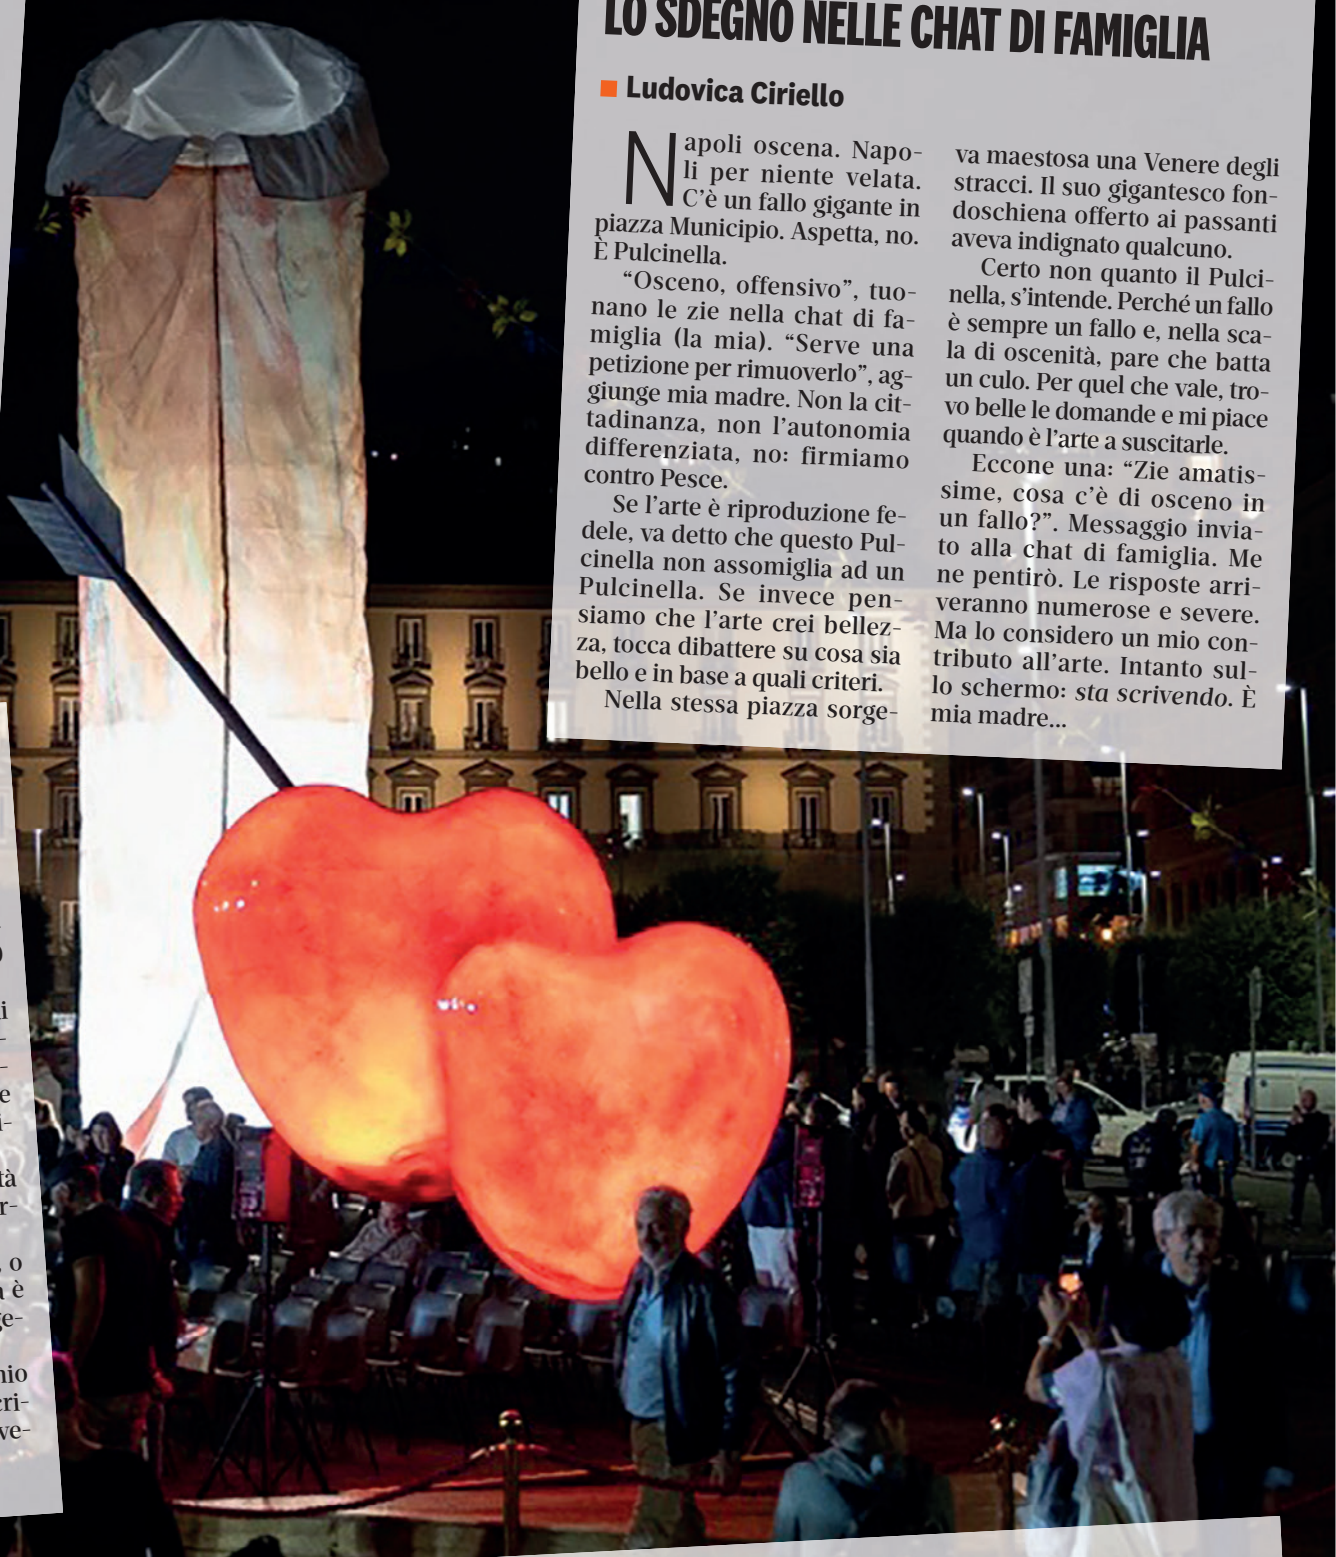 LO SDEGNO NELLE CHAT DI FAMIGLIA
Ludovica Ciriello
Napoli oscena. Napo-
li per niente velata.
C'è un fallo gigante in
piazza Municipio. Aspetta, no.
È Pulcinella.
“Osceno, offensivo”, tuo-
nano le zie nella chat di fa-
miglia (la mia). “Serve una
petizione per rimuoverlo”, ag-
giunge mia madre. Non la cit-
tadinanza, non l'autonomia
differenziata, no: firmiamo
contro Pesce.
Se l'arte è riproduzione fe-
dele, va detto che questo Pul-
cinella non assomiglia ad un
Pulcinella. Se invece pen-
siamo che l'arte crei bellez-
za, tocca dibattere su cosa sia
bello e in base a quali criteri.
Nella stessa piazza sorge-
va maestosa una Venere degli
stracci. Il suo gigantesco fon-
doschiena offerto ai passanti
aveva indignato qualcuno.
Certo non quanto il Pulci-
nella, s'intende. Perché un fallo
è sempre un fallo e, nella sca-
la di oscenità, pare che batta
un culo. Per quel che vale, tro-
vo belle le domande e mi piace
quando è l'arte a suscitarle.
Eccone una: “Zie amatis-
sime, cosa c'è di osceno in
un fallo?”. Messaggio invia-
to alla chat di famiglia. Me
ne pentirò. Le risposte arri-
veranno numerose e severe.
Ma lo considero un mio con-
tributo all'arte. Intanto sul-
lo schermo: sta scrivendo. È
mia madre...